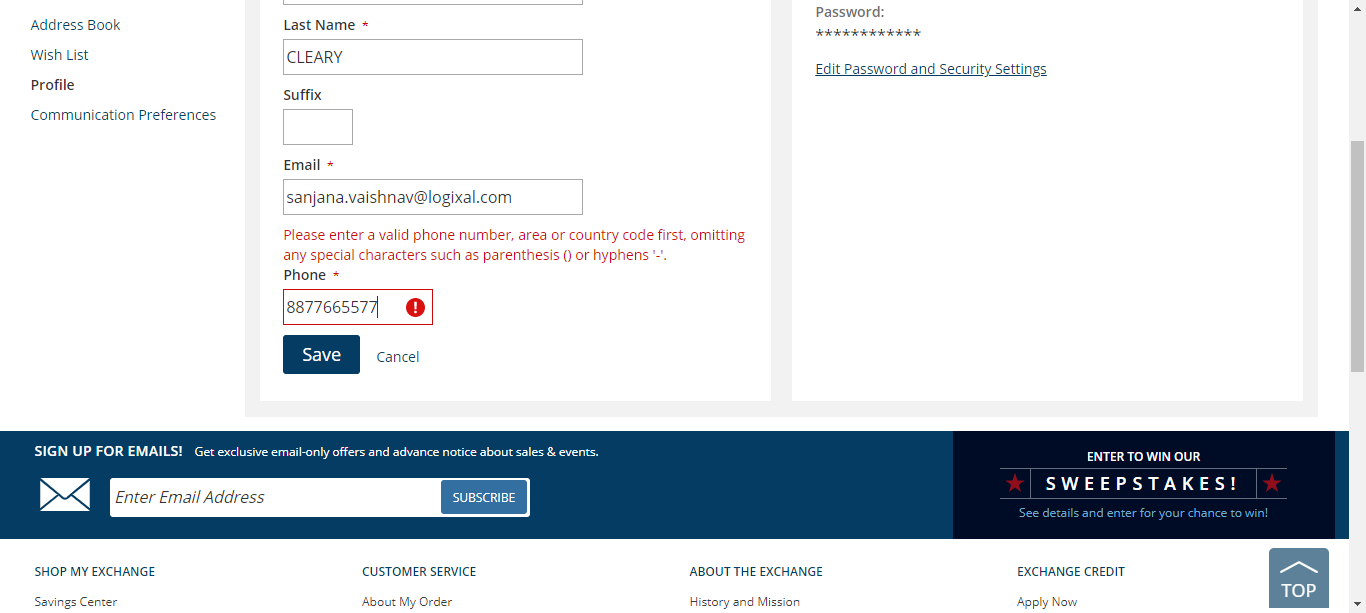 Address Book
Wish List
Profile
Communication Preferences
Last Name *
CLEARY
Suffix
Email *
sanjana.vaishnav@logixal.com
Please enter a valid phone number, area or country code first, omitting
any special characters such as parenthesis () or hyphens '-'.
Phone *
8877665577
Save
Cancel
Password:
************
Edit Password and Security Settings
SIGN UP FOR EMAILS! Get exclusive email-only offers and advance notice about sales & events.
Enter Email Address
SUBSCRIBE
ENTER TO WIN OUR
SWEEPSTAKES!
See details and enter for your chance to win!
SHOP MY EXCHANGE
Savings Center
CUSTOMER SERVICE
About My Order
ABOUT THE EXCHANGE
History and Mission
EXCHANGE CREDIT
Apply Now
TOP